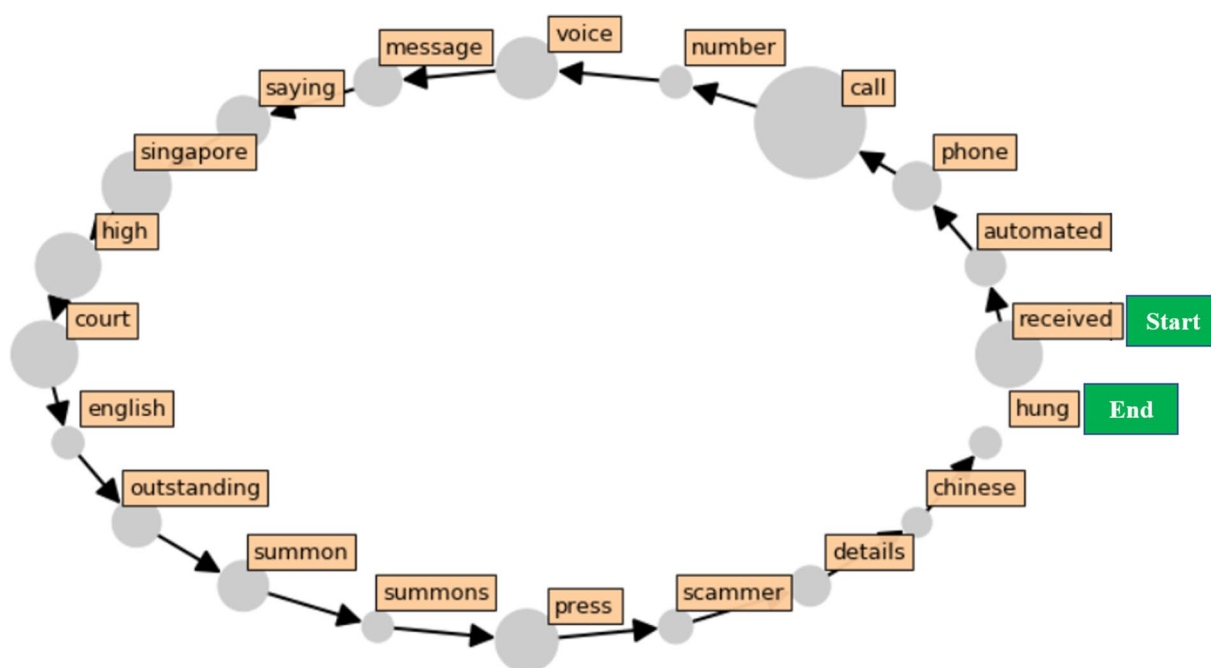 voice
message
number
saying
call
singapore
phone
high
automated
court
received
Start
english
hung
End
outstanding
chinese
summon
details
summons
press
scammer